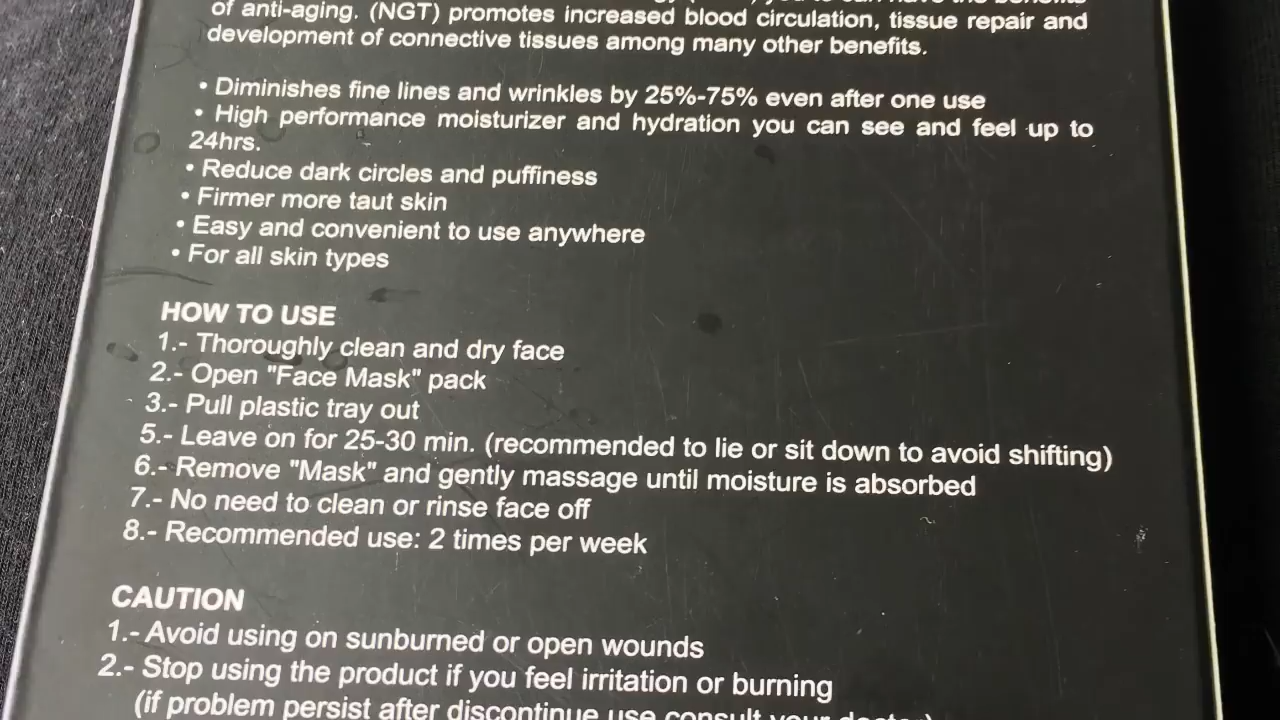 of anti-aging. (NGT) promotes increased blood circulation, tissue repair and
development of connective tissues among many other benefits.
• Diminishes fine lines and wrinkles by 25%-75% even after one use
• High performance moisturizer and hydration you can see and feel up to
24hrs.
• Reduce dark circles and puffiness
• Firmer more taut skin
• Easy and convenient to use anywhere
• For all skin types
HOW TO USE
1.- Thoroughly clean and dry face
2.- Open "Face Mask" pack
3.- Pull plastic tray out
5.- Leave on for 25-30 min. (recommended to lie or sit down to avoid shifting)
6.- Remove "Mask" and gently massage until moisture is absorbed
7.- No need to clean or rinse face off
8.- Recommended use: 2 times per week
CAUTION
1.- Avoid using on sunburned or open wounds
2.- Stop using the product if you feel irritation or burning
(if problem persist after discontinue use consult your doctor)